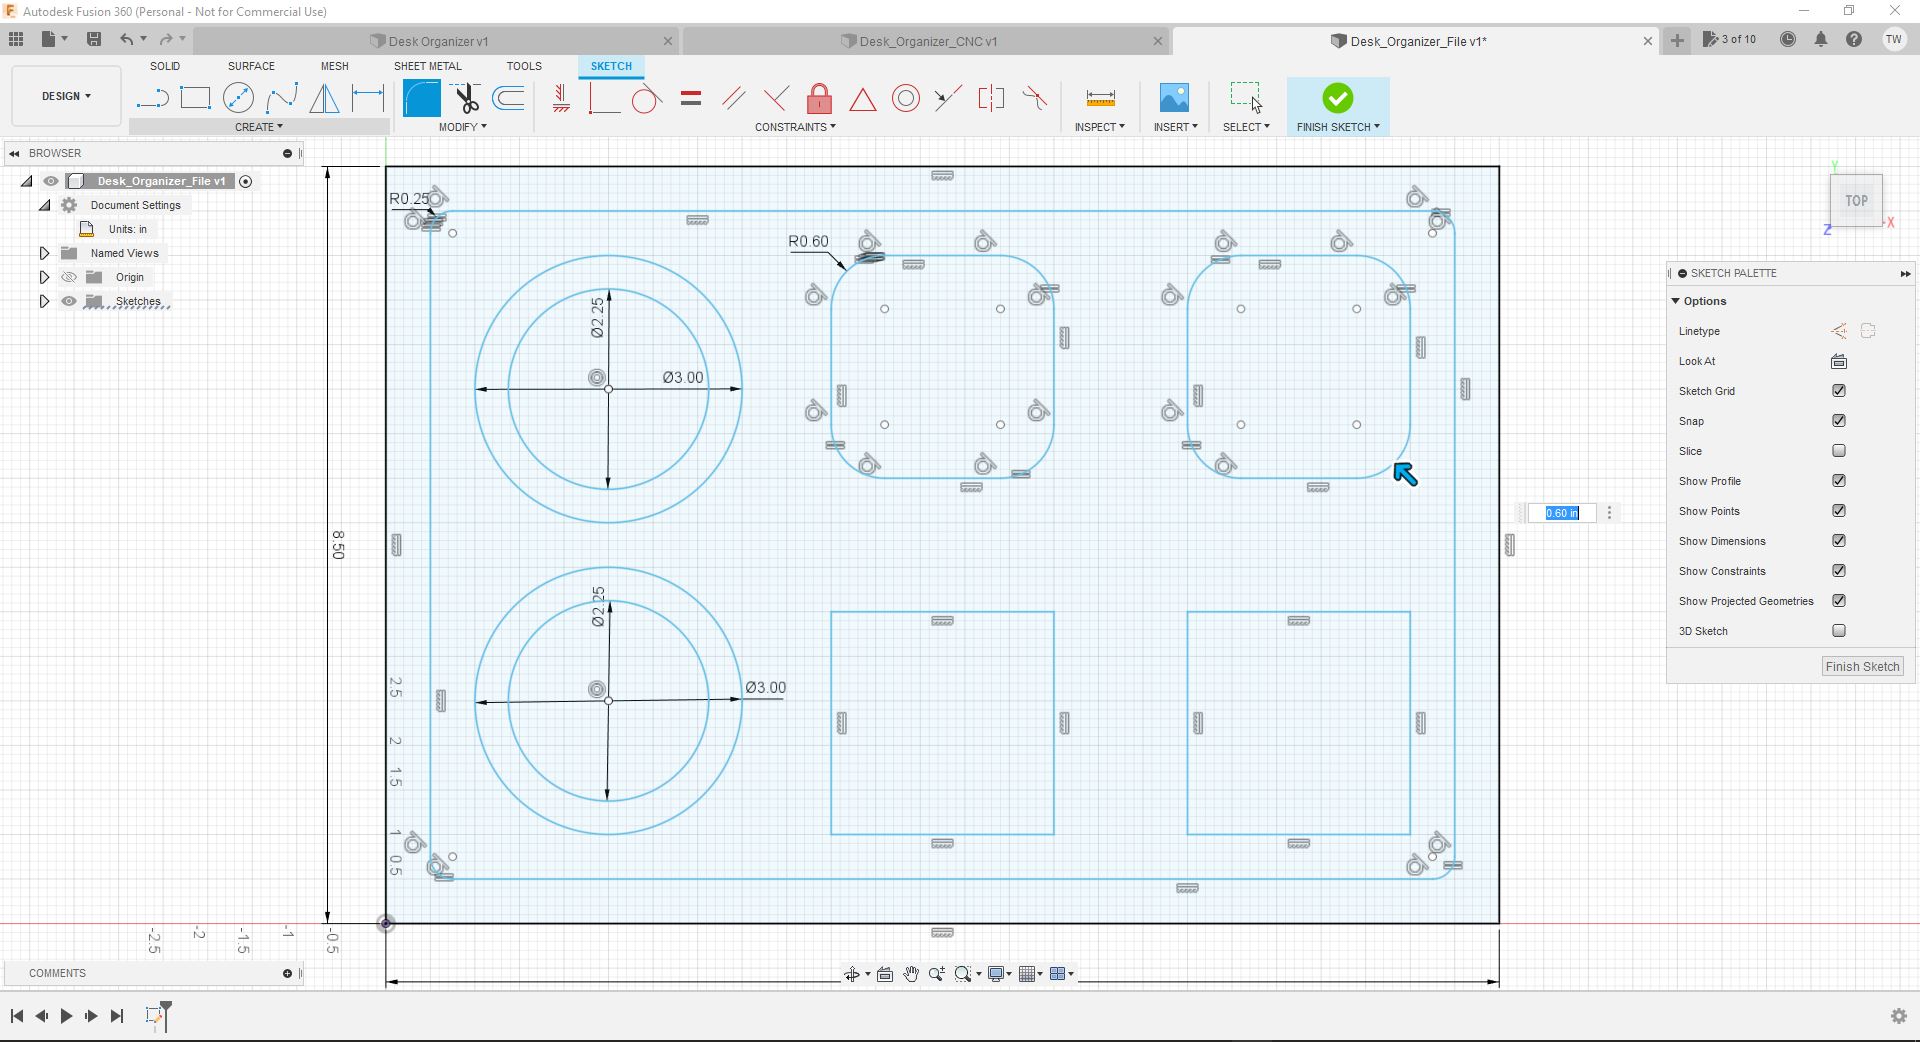 Autodesk Fusion 360 (Personal - Not for Commercial Use)
Desk Organizer v1
Desk_Organizer_CNC v1
Desk_Organizer_File v1*
3 of 10
TW
SOLID
SURFACE
MESH
SHEET METAL
TOOLS
SKETCH
DESIGN
CREATE
MODIFY
CONSTRAINTS
INSPECT
INSERT
SELECT
FINISH SKETCH
BROWSER
Desk_Organizer_File v1
Document Settings
Units: in
Named Views
Origin
Sketches
R0.25
R0.60
Ø2.25
Ø3.00
8.50
Ø2.25
Ø3.00
2.5
2
1.5
1
0.5
-2.5
-2
-1.5
-1
-0.5
0.60 in
Y
TOP
Z
X
SKETCH PALETTE
Options
Linetype
Look At
Sketch Grid
Snap
Slice
Show Profile
Show Points
Show Dimensions
Show Constraints
Show Projected Geometries
3D Sketch
Finish Sketch
COMMENTS